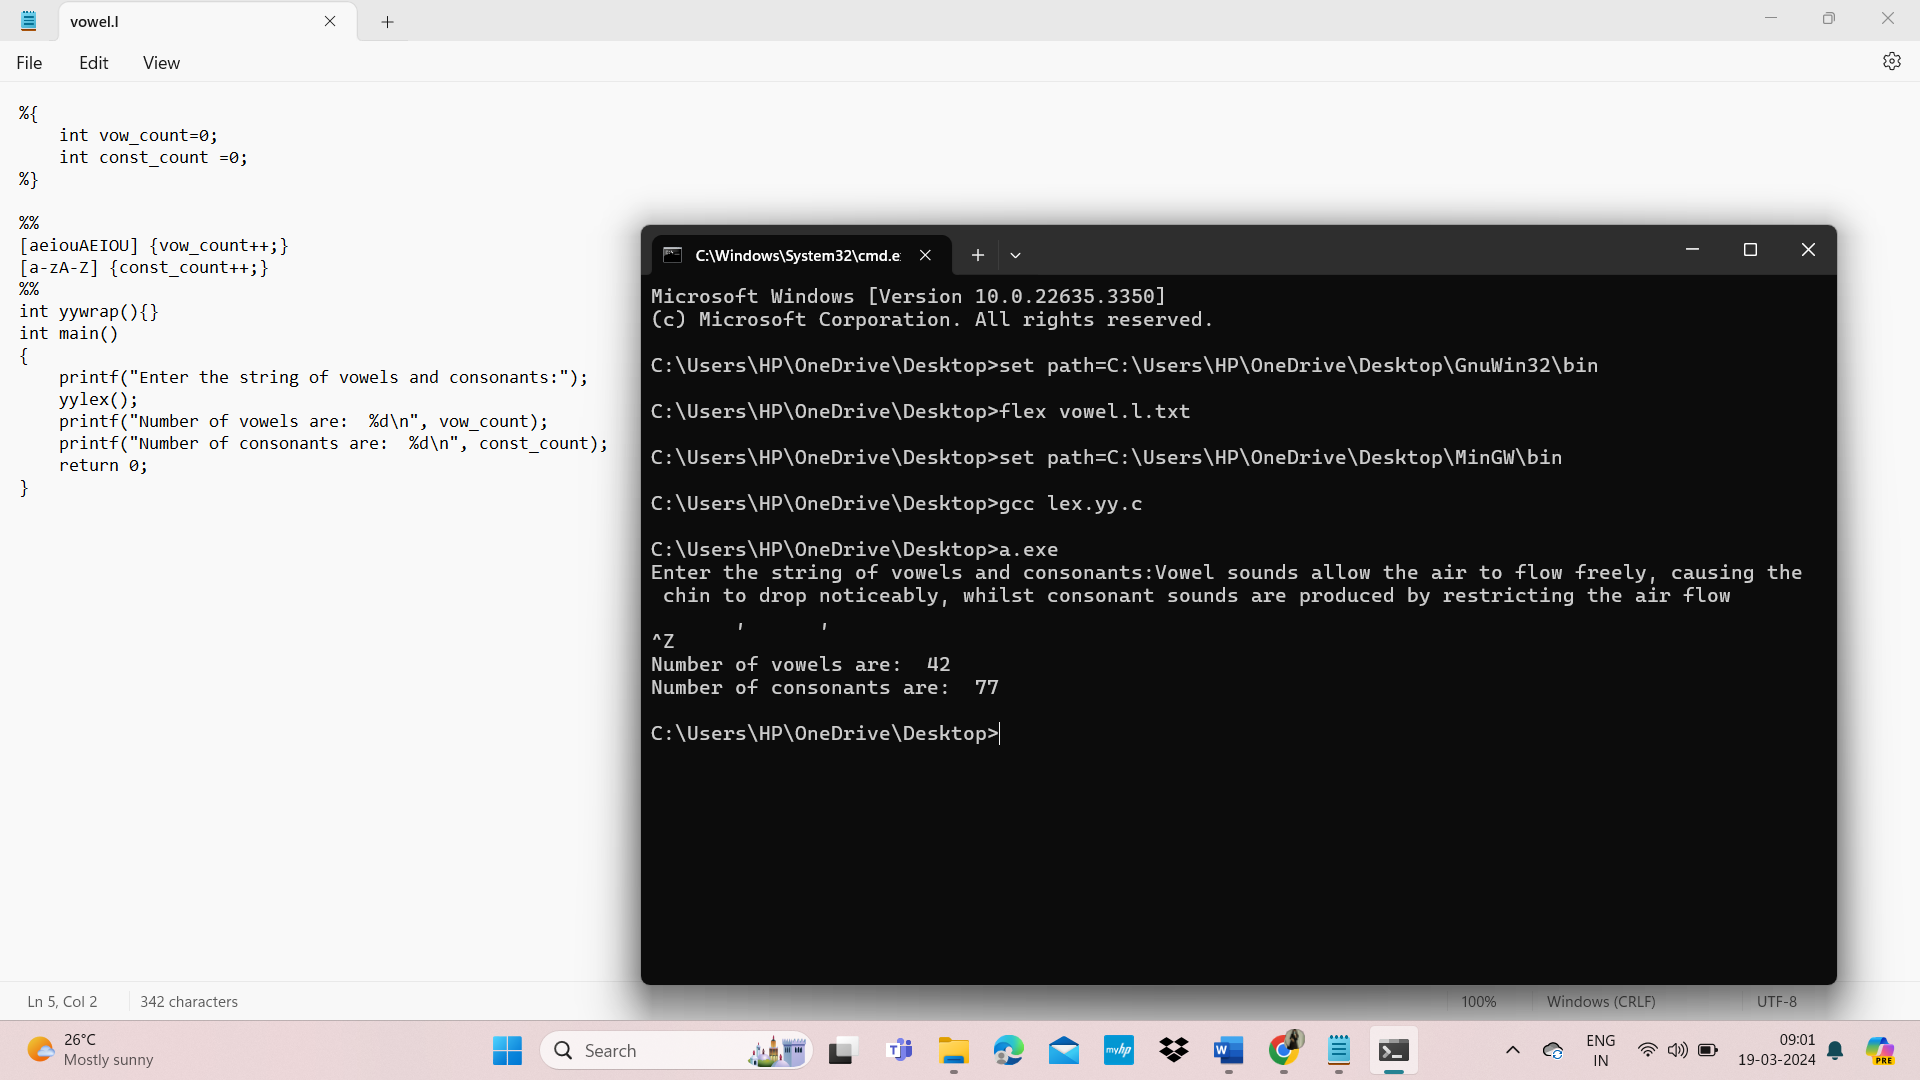 vowel.l
File Edit View
%{
    int vow_count=0;
    int const_count =0;
%}

%%
[aeiouAEIOU] {vow_count++;}
[a-zA-Z] {const_count++;}
%%
int yywrap(){}
int main()
{
    printf("Enter the string of vowels and consonants:");
    yylex();
    printf("Number of vowels are:  %d\n", vow_count);
    printf("Number of consonants are:  %d\n", const_count);
    return 0;
}
C:\Windows\System32\cmd.e
Microsoft Windows [Version 10.0.22635.3350]
(c) Microsoft Corporation. All rights reserved.

C:\Users\HP\OneDrive\Desktop>set path=C:\Users\HP\OneDrive\Desktop\GnuWin32\bin

C:\Users\HP\OneDrive\Desktop>flex vowel.l.txt

C:\Users\HP\OneDrive\Desktop>set path=C:\Users\HP\OneDrive\Desktop\MinGW\bin

C:\Users\HP\OneDrive\Desktop>gcc lex.yy.c

C:\Users\HP\OneDrive\Desktop>a.exe
Enter the string of vowels and consonants:Vowel sounds allow the air to flow freely, causing the
 chin to drop noticeably, whilst consonant sounds are produced by restricting the air flow
       ,      ,
^Z
Number of vowels are:  42
Number of consonants are:  77

C:\Users\HP\OneDrive\Desktop>
Ln 5, Col 2 342 characters 100% Windows (CRLF) UTF-8
26°C
Mostly sunny
Search
myhp
W
ENG
IN
09:01
19-03-2024
PRE